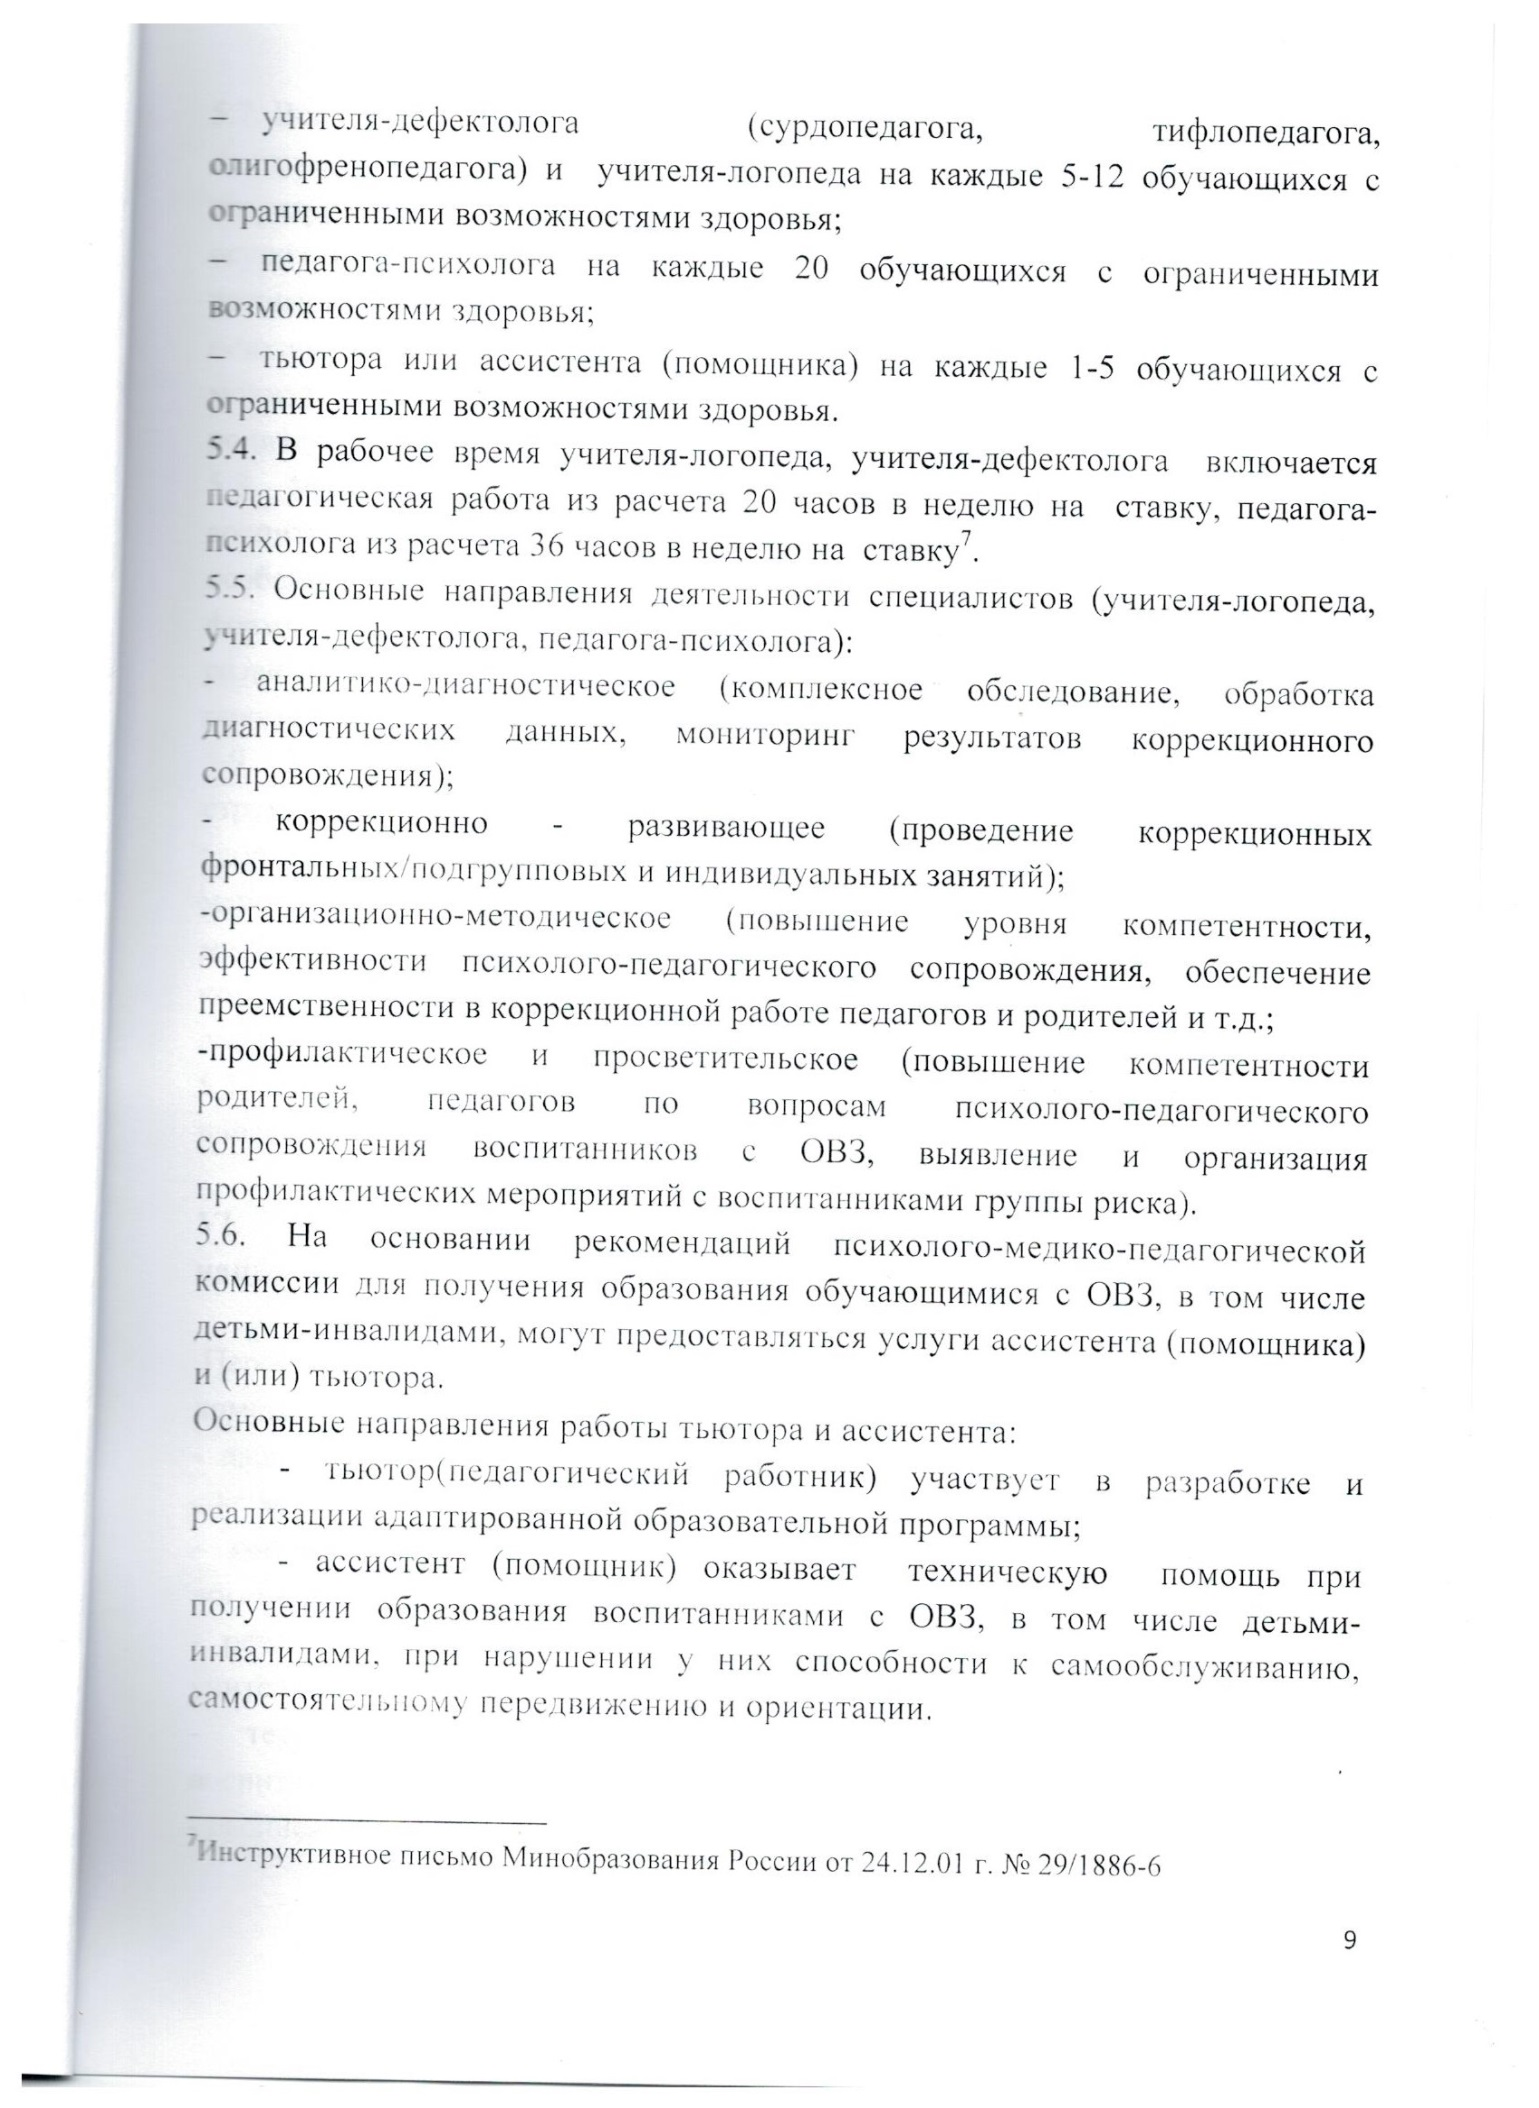 – учителя-дефектолога (сурдопедагога, тифлопедагога,
олигофренопедагога) и учителя-логопеда на каждые 5-12 обучающихся с
ограниченными возможностями здоровья;
– педагога-психолога на каждые 20 обучающихся с ограниченными
возможностями здоровья;
– тьютора или ассистента (помощника) на каждые 1-5 обучающихся с
ограниченными возможностями здоровья.
5.4. В рабочее время учителя-логопеда, учителя-дефектолога включается
педагогическая работа из расчета 20 часов в неделю на ставку, педагога-
психолога из расчета 36 часов в неделю на ставку⁷.
5.5. Основные направления деятельности специалистов (учителя-логопеда,
учителя-дефектолога, педагога-психолога):
- аналитико-диагностическое (комплексное обследование, обработка
диагностических данных, мониторинг результатов коррекционного
сопровождения);
- коррекционно - развивающее (проведение коррекционных
фронтальных/подгрупповых и индивидуальных занятий);
-организационно-методическое (повышение уровня компетентности,
эффективности психолого-педагогического сопровождения, обеспечение
преемственности в коррекционной работе педагогов и родителей и т.д.;
-профилактическое и просветительское (повышение компетентности
родителей, педагогов по вопросам психолого-педагогического
сопровождения воспитанников с ОВЗ, выявление и организация
профилактических мероприятий с воспитанниками группы риска).
5.6. На основании рекомендаций психолого-медико-педагогической
комиссии для получения образования обучающимися с ОВЗ, в том числе
детьми-инвалидами, могут предоставляться услуги ассистента (помощника)
и (или) тьютора.
Основные направления работы тьютора и ассистента:
- тьютор(педагогический работник) участвует в разработке и
реализации адаптированной образовательной программы;
- ассистент (помощник) оказывает техническую помощь при
получении образования воспитанниками с ОВЗ, в том числе детьми-
инвалидами, при нарушении у них способности к самообслуживанию,
самостоятельному передвижению и ориентации.
⁷Инструктивное письмо Минобразования России от 24.12.01 г. № 29/1886-6
9